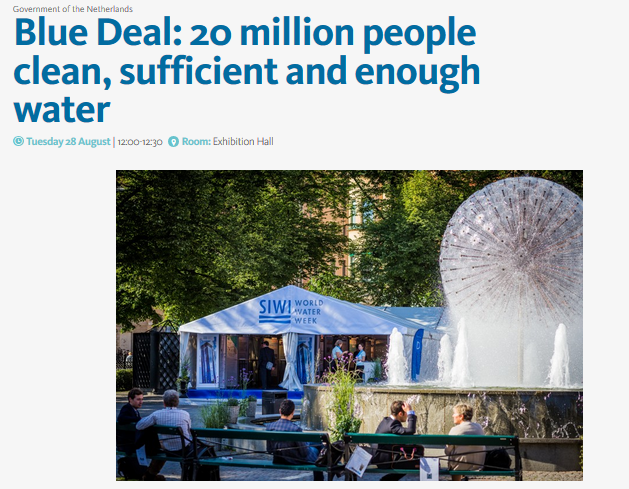 Government of the Netherlands
Blue Deal: 20 million people
clean, sufficient and enough
water
Tuesday 28 August | 12:00-12:30 Room: Exhibition Hall
SIWI WORLD
WATER
WEEK